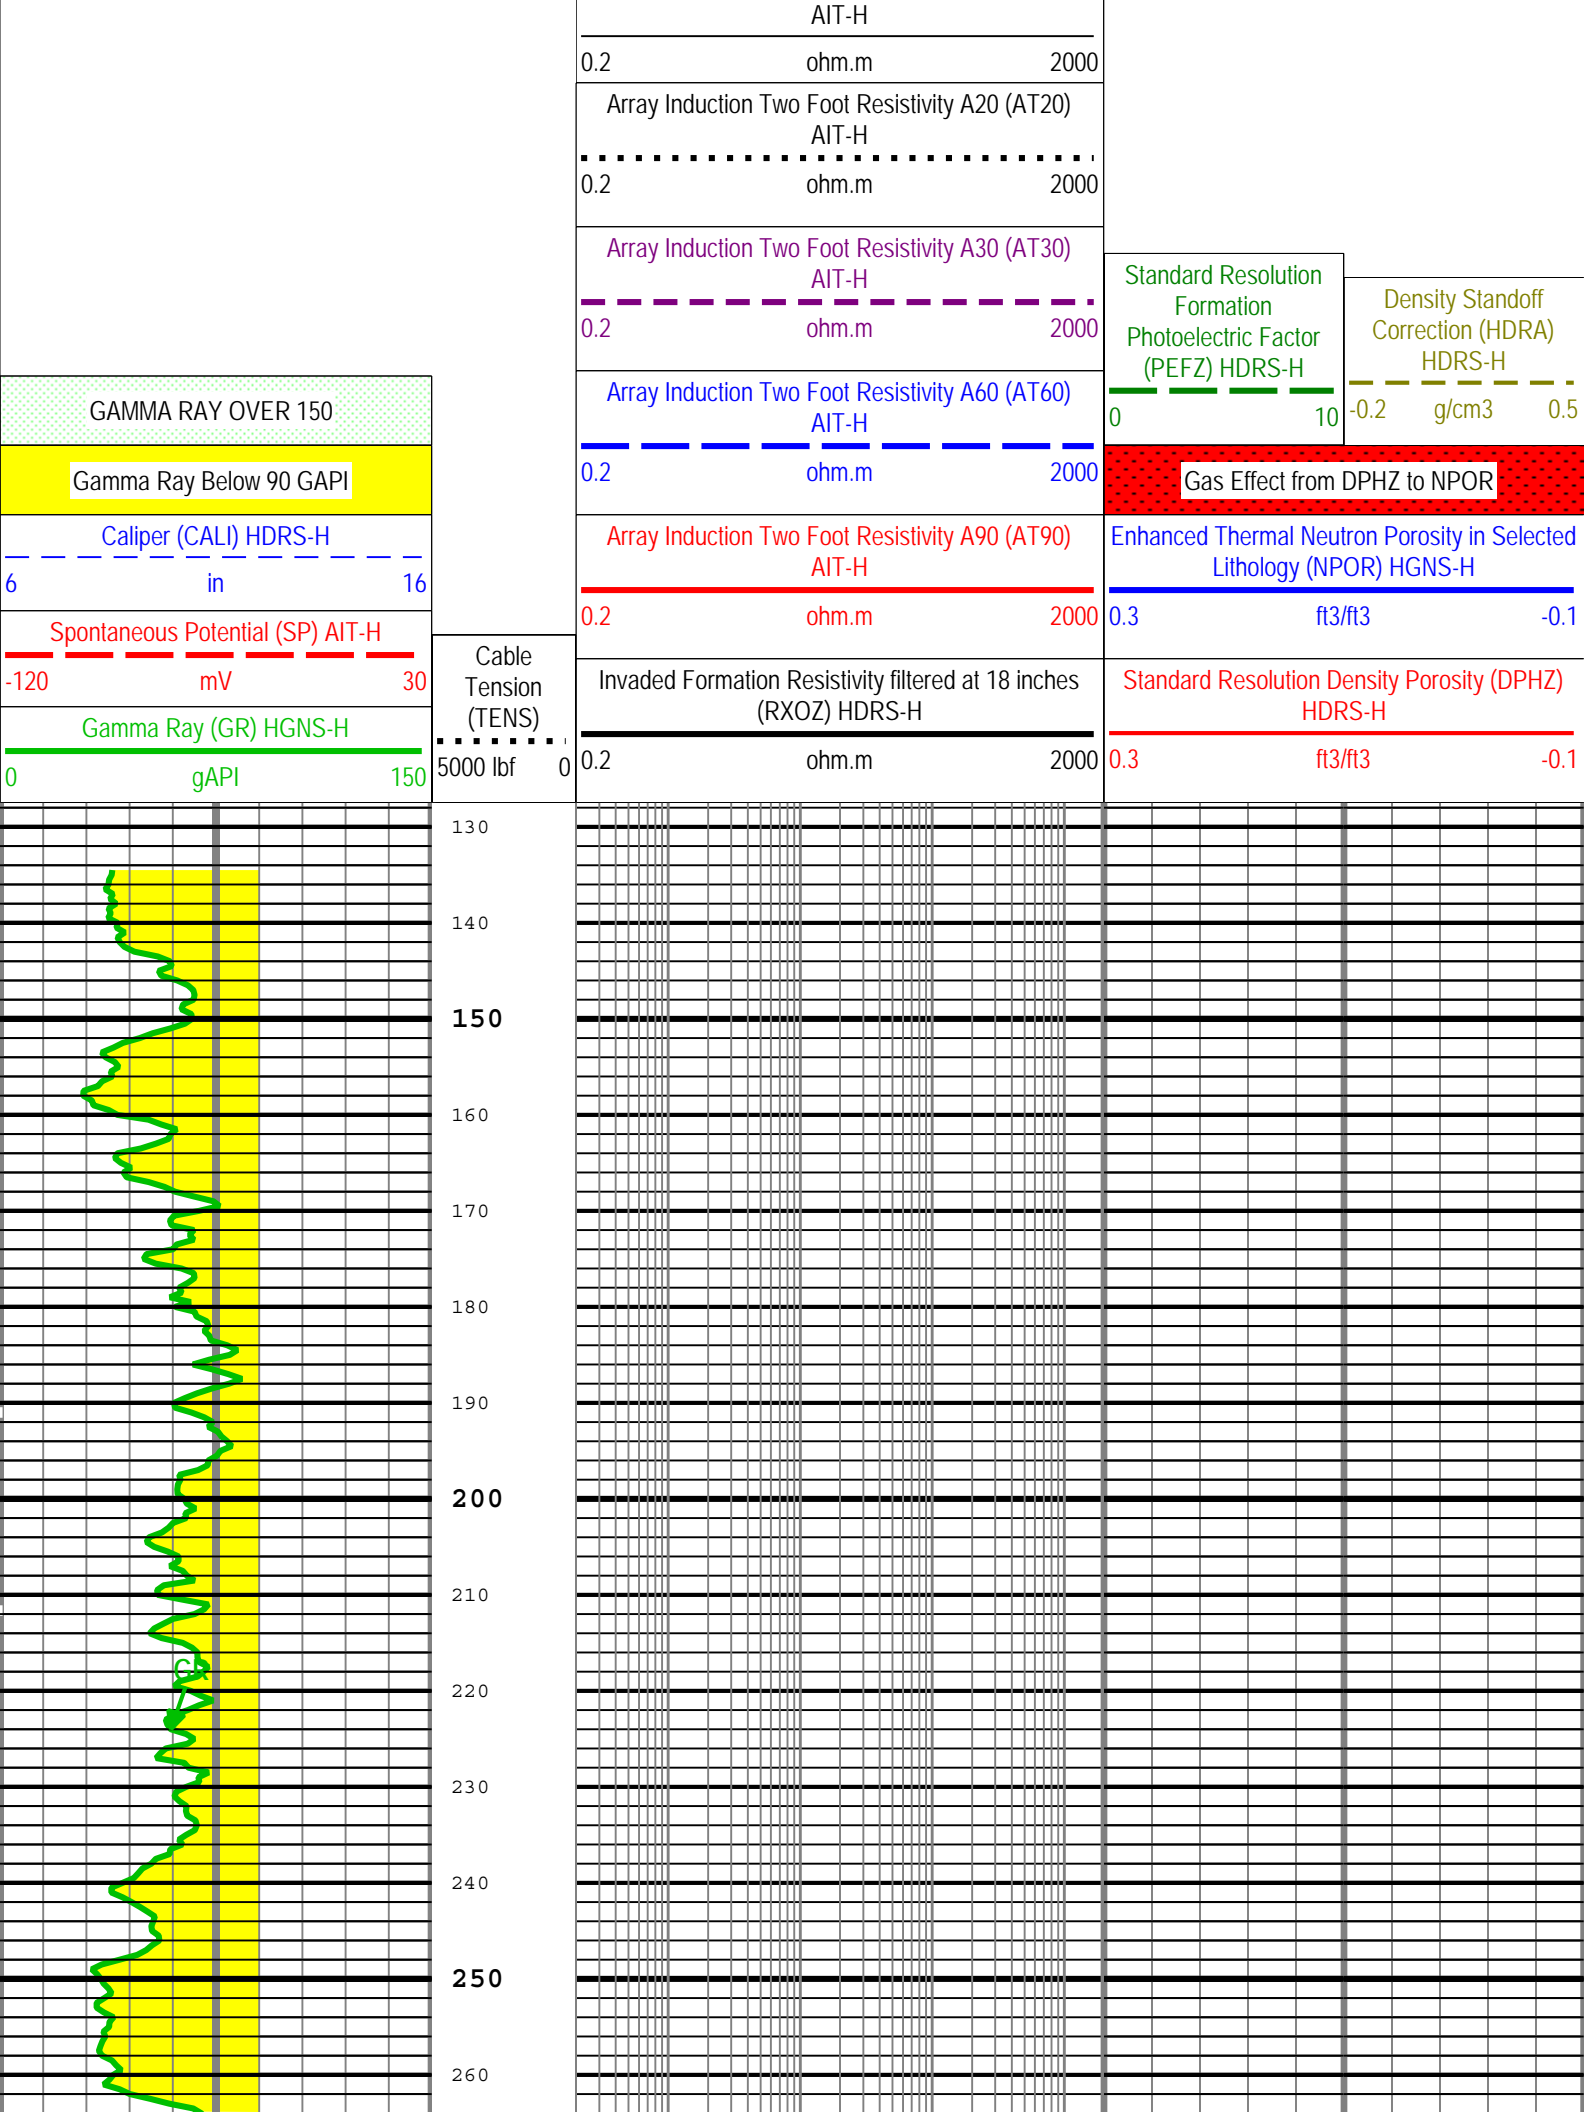 AIT-H
0.2 ohm.m 2000
Array Induction Two Foot Resistivity A20 (AT20)
AIT-H
0.2 ohm.m 2000
Array Induction Two Foot Resistivity A30 (AT30)
AIT-H
0.2 ohm.m 2000
Array Induction Two Foot Resistivity A60 (AT60)
AIT-H
0.2 ohm.m 2000
Array Induction Two Foot Resistivity A90 (AT90)
AIT-H
0.2 ohm.m 2000
Invaded Formation Resistivity filtered at 18 inches
(RXOZ) HDRS-H
0.2 ohm.m 2000
Standard Resolution
Formation
Photoelectric Factor
(PEFZ) HDRS-H
0 10
Density Standoff
Correction (HDRA)
HDRS-H
-0.2 g/cm3 0.5
Gas Effect from DPHZ to NPOR
Enhanced Thermal Neutron Porosity in Selected
Lithology (NPOR) HGNS-H
0.3 ft3/ft3 -0.1
Standard Resolution Density Porosity (DPHZ)
HDRS-H
0.3 ft3/ft3 -0.1
GAMMA RAY OVER 150
Gamma Ray Below 90 GAPI
Caliper (CALI) HDRS-H
6 in 16
Spontaneous Potential (SP) AIT-H
-120 mV 30
Gamma Ray (GR) HGNS-H
0 gAPI 150
Cable
Tension
(TENS)
5000 lbf 0
130
140
150
160
170
180
190
200
210
GR
220
230
240
250
260